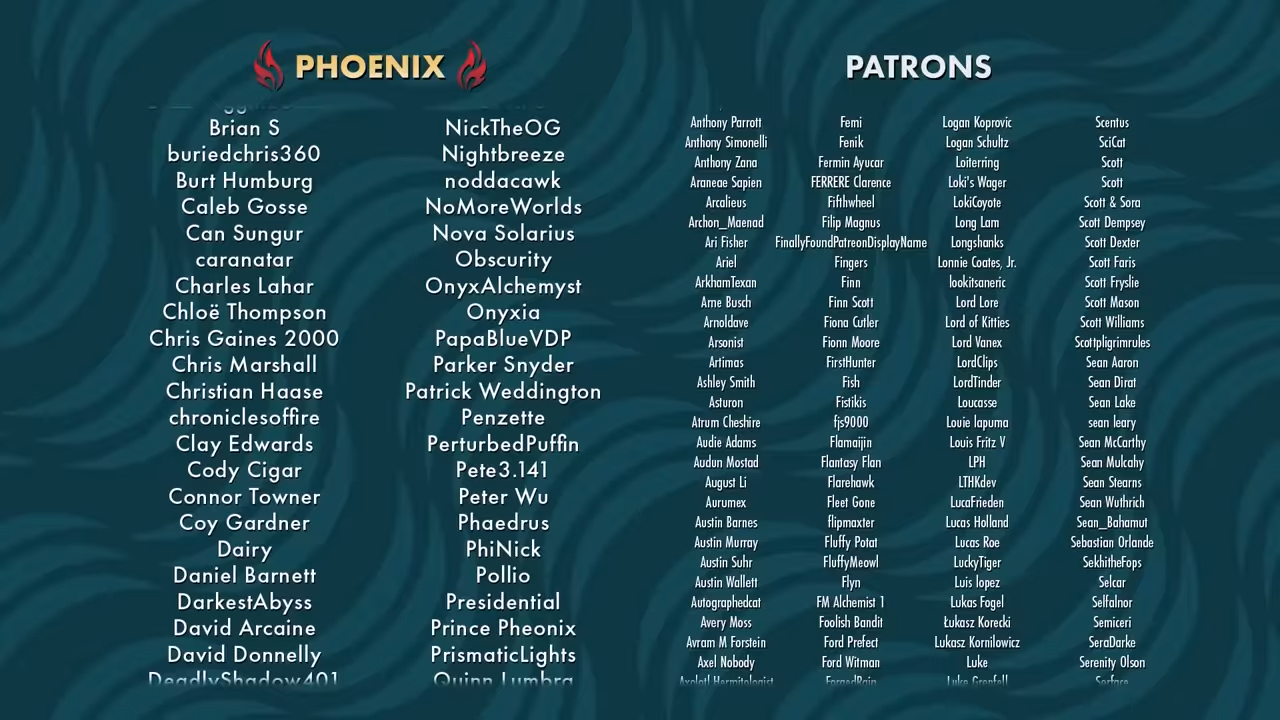 PHOENIX
Brian S
buriedchris360
Burt Humburg
Caleb Gosse
Can Sungur
caranatar
Charles Lahar
Chloë Thompson
Chris Gaines 2000
Chris Marshall
Christian Haase
chroniclesoffire
Clay Edwards
Cody Cigar
Connor Towner
Coy Gardner
Dairy
Daniel Barnett
DarkestAbyss
David Arcaine
David Donnelly
DeadlyShadow401
NickTheOG
Nightbreeze
noddacawk
NoMoreWorlds
Nova Solarius
Obscurity
OnyxAlchemyst
Onyxia
PapaBlueVDP
Parker Snyder
Patrick Weddington
Penzette
PerturbedPuffin
Pete3.141
Peter Wu
Phaedrus
PhiNick
Pollio
Presidential
Prince Pheonix
PrismaticLights
Quinn Lumbra
PATRONS
Anthony Parrott
Anthony Simonelli
Anthony Zana
Araneae Sapien
Arcalieus
Archon_Maenad
Ari Fisher
Ariel
ArkhamTexan
Arne Busch
Arnoldave
Arsonist
Artimas
Ashley Smith
Asturon
Atrum Cheshire
Audie Adams
Audun Mostad
August Li
Aurumex
Austin Barnes
Austin Murray
Austin Suhr
Austin Wallett
Autographedcat
Avery Moss
Avram M Forstein
Axel Nobody
Axolotl Hermitologist
Femi
Fenik
Fermin Ayucar
FERRERE Clarence
Fifthwheel
Filip Magnus
FinallyFoundPatreonDisplayName
Fingers
Finn
Finn Scott
Fiona Cutler
Fionn Moore
FirstHunter
Fish
Fistikis
fjs9000
Flamaijin
Flantasy Flan
Flarehawk
Fleet Gone
flipmaxter
Fluffy Potat
FluffyMeowl
Flyn
FM Alchemist 1
Foolish Bandit
Ford Prefect
Ford Witman
ForgedRain
Logan Koprovic
Logan Schultz
Loiterring
Loki's Wager
LokiCoyote
Long Lam
Longshanks
Lonnie Coates, Jr.
lookitsaneric
Lord Lore
Lord of Kitties
Lord Vanex
LordClips
LordTinder
Loucasse
Louie lapuma
Louis Fritz V
LPH
LTHKdev
LucaFrieden
Lucas Holland
Lucas Roe
LuckyTiger
Luis lopez
Lukas Fogel
Łukasz Korecki
Lukasz Kornilowicz
Luke
Luke Grenfell
Scentus
SciCat
Scott
Scott
Scott & Sora
Scott Dempsey
Scott Dexter
Scott Faris
Scott Fryslie
Scott Mason
Scott Williams
Scottpligrimrules
Sean Aaron
Sean Dirat
Sean Lake
sean leary
Sean McCarthy
Sean Mulcahy
Sean Stearns
Sean Wuthrich
Sean_Bahamut
Sebastian Orlande
SekhitheFops
Selcar
Selfalnor
Semiceri
SeraDarke
Serenity Olson